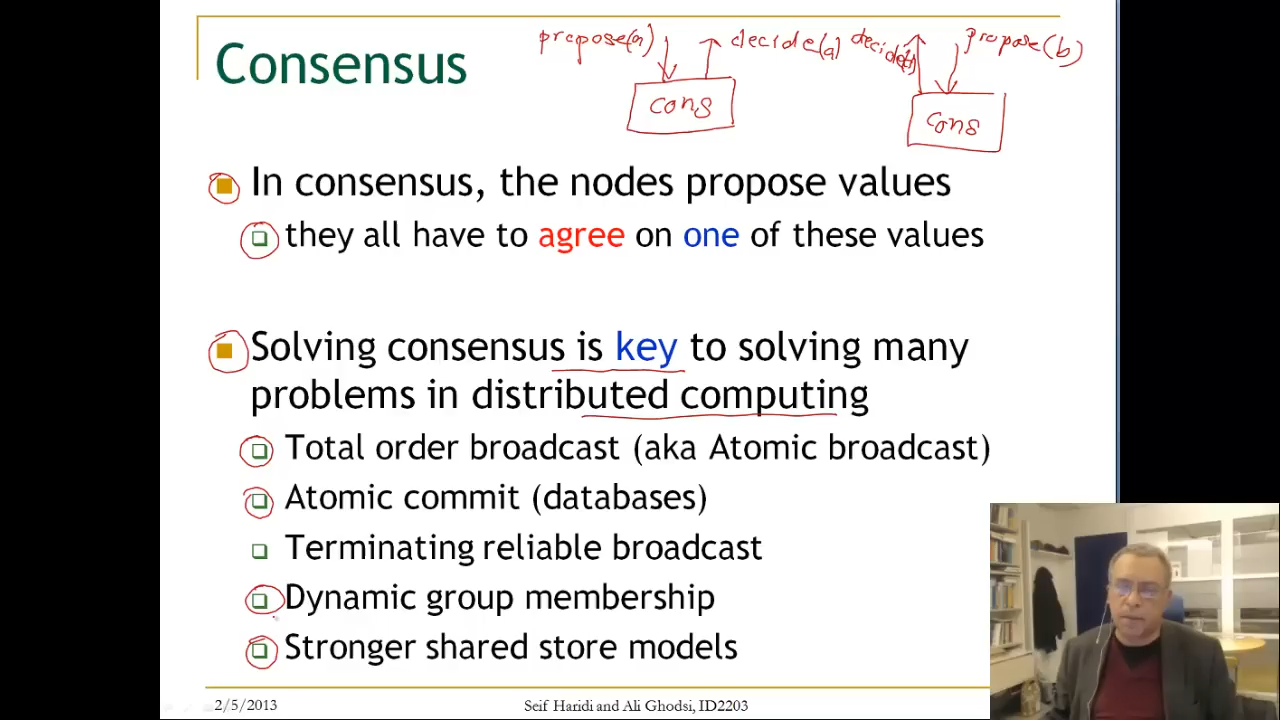 Consensus
propose(a) decide(a) decide(a) propose(b)
cons cons
In consensus, the nodes propose values
they all have to agree on one of these values
Solving consensus is key to solving many
problems in distributed computing
Total order broadcast (aka Atomic broadcast)
Atomic commit (databases)
Terminating reliable broadcast
Dynamic group membership
Stronger shared store models
2/5/2013 Seif Haridi and Ali Ghodsi, ID2203